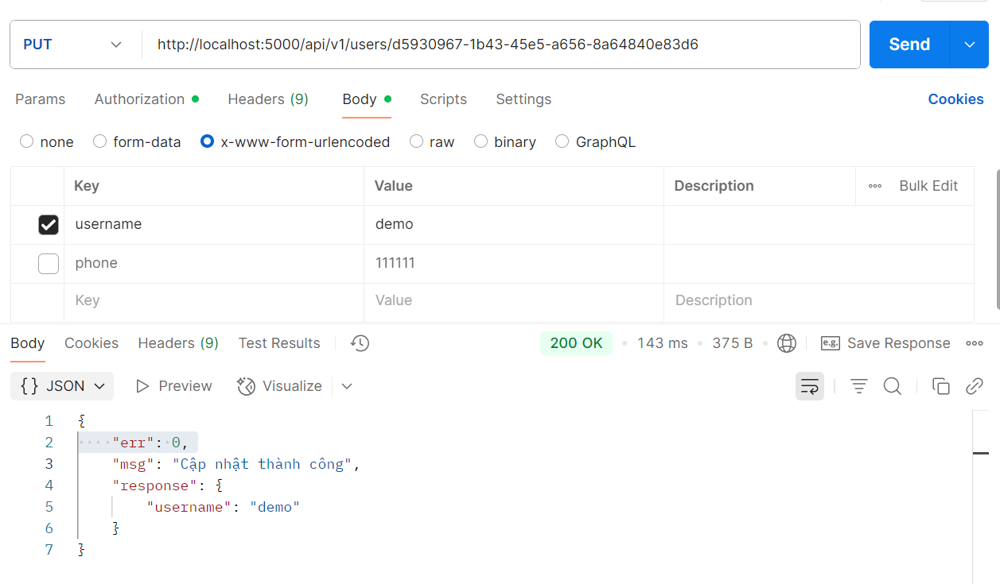 PUT http://localhost:5000/api/v1/users/d5930967-1b43-45e5-a656-8a64840e83d6 Send
Params Authorization Headers (9) Body Scripts Settings Cookies
none form-data x-www-form-urlencoded raw binary GraphQL
Key Value Description Bulk Edit
username demo
phone 111111
Key Value Description
Body Cookies Headers (9) Test Results 200 OK 143 ms 375 B e.g. Save Response
{} JSON Preview Visualize
1 {
2 "err": 0,
3 "msg": "Cập nhật thành công",
4 "response": {
5 "username": "demo"
6 }
7 }